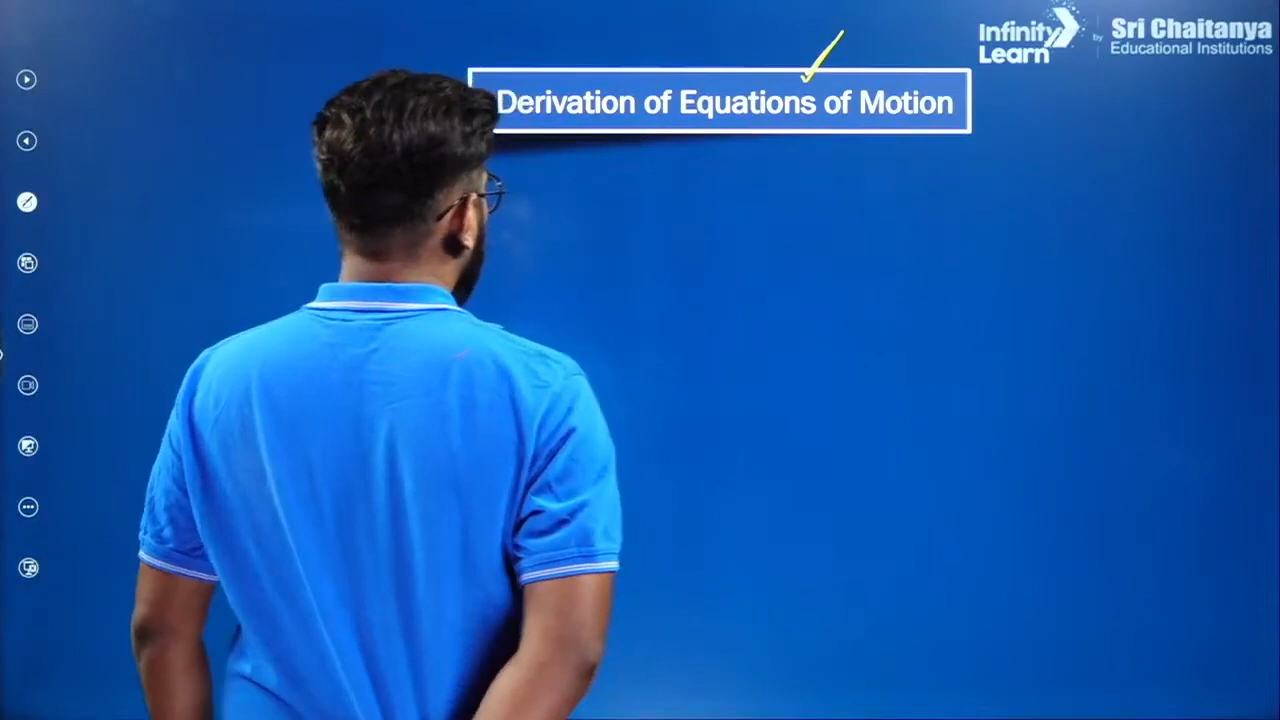 Infinity
Learn
by
Sri Chaitanya
Educational Institutions
Derivation of Equations of Motion